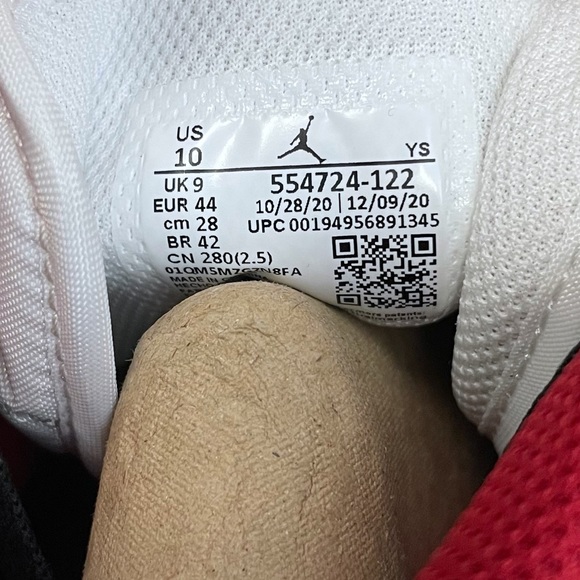 US
10
YS
UK 9
554724-122
EUR 44
10/28/20 | 12/09/20
cm 28
UPC 00194956891345
BR 42
CN 280(2.5)
MADE IN